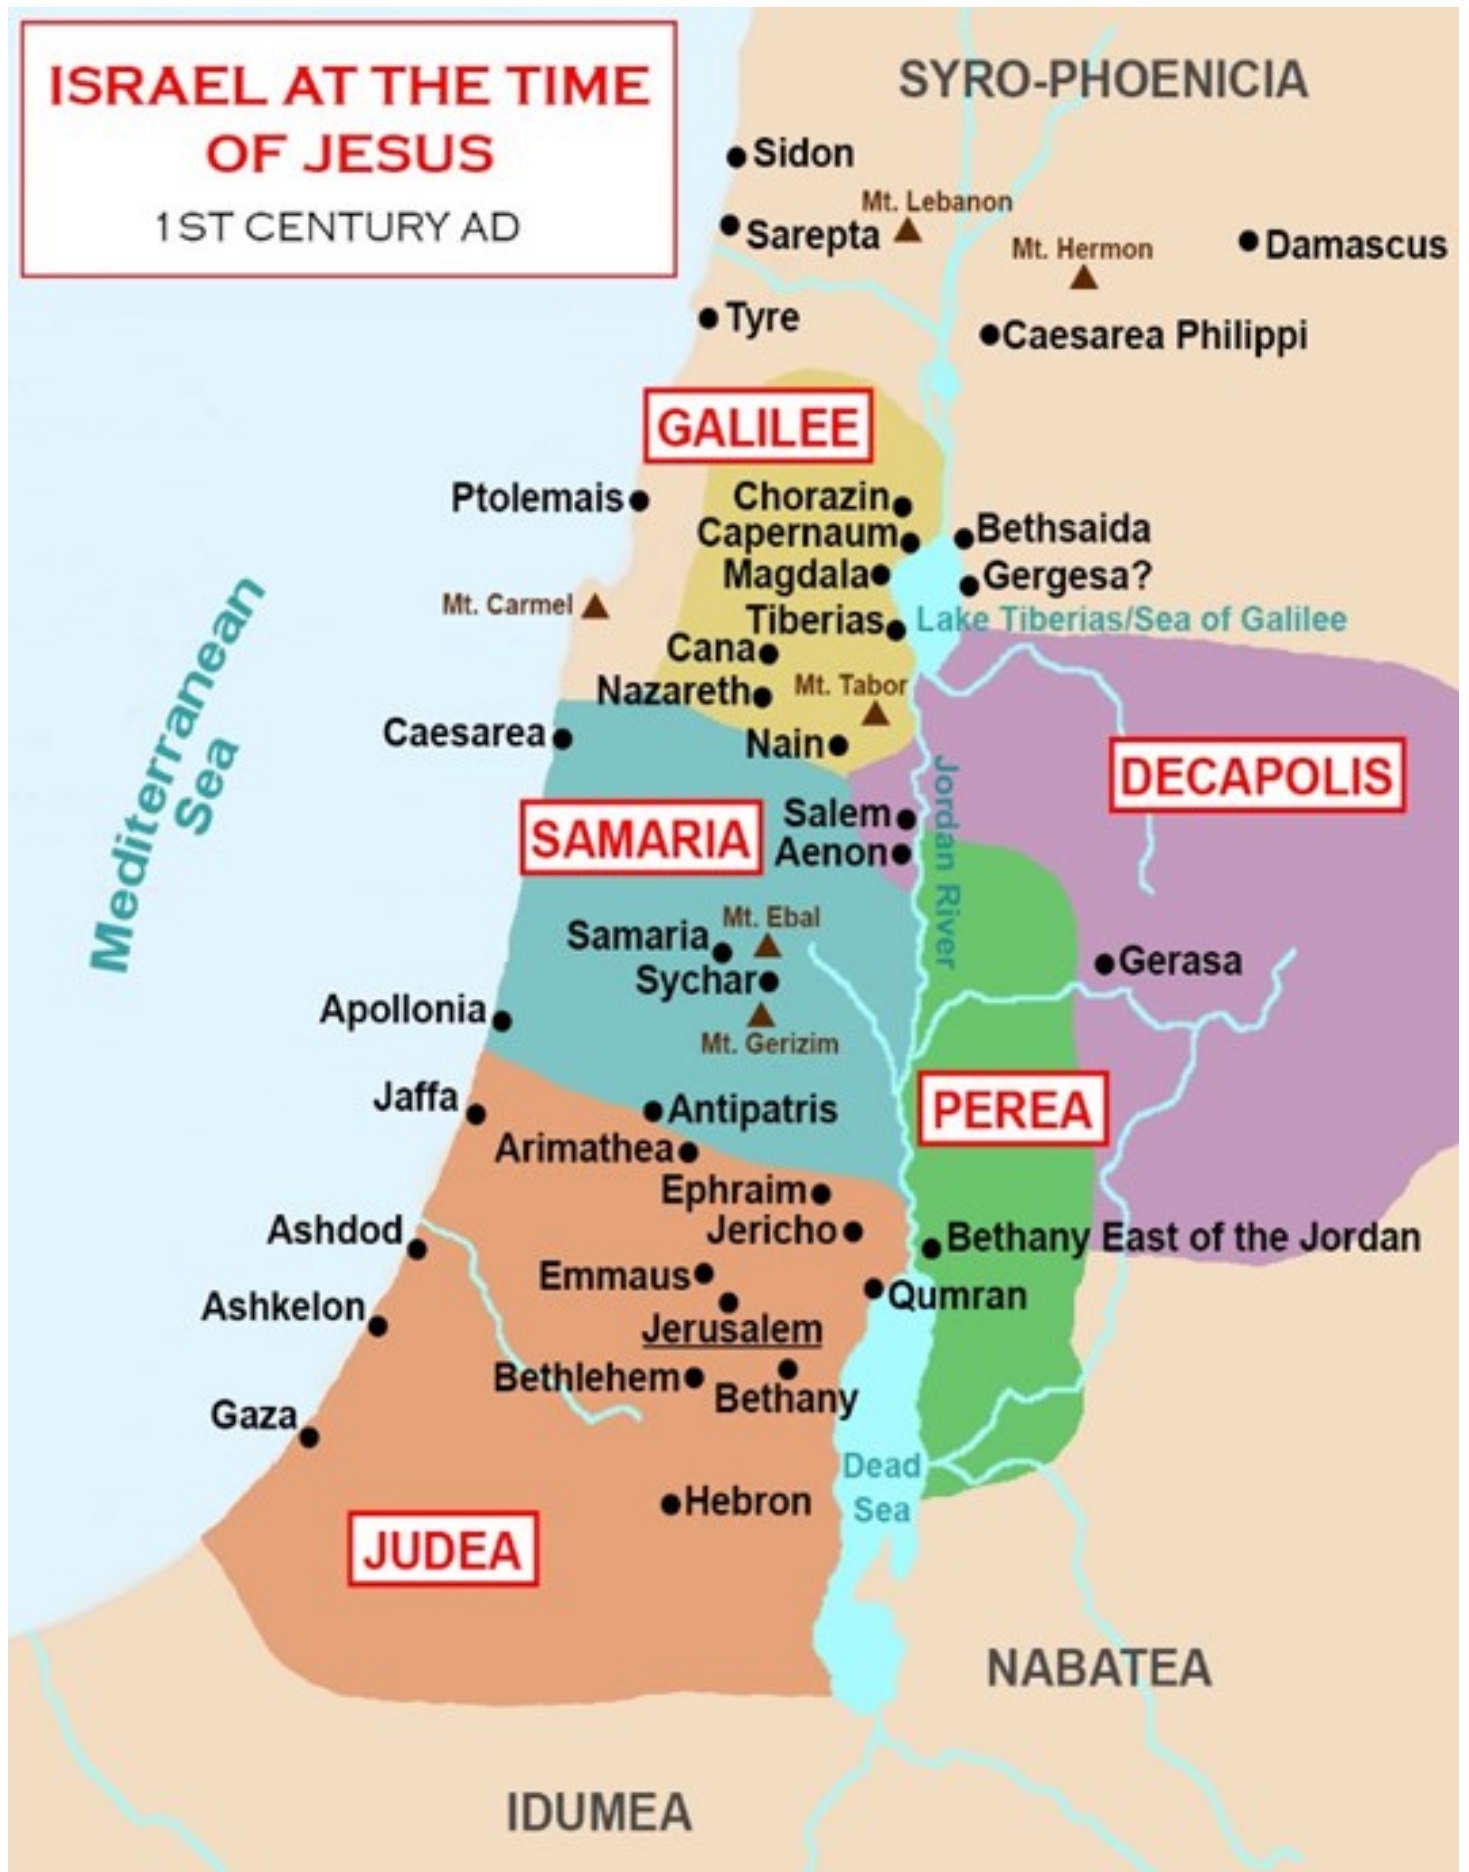 ISRAEL AT THE TIME
OF JESUS
1ST CENTURY AD
SYRO-PHOENICIA
Sidon
Mt. Lebanon
Sarepta
Mt. Hermon
Damascus
Tyre
Caesarea Philippi
GALILEE
Ptolemais
Chorazin
Capernaum
Bethsaida
Magdala
Gergesa?
Mt. Carmel
Tiberias
Lake Tiberias/Sea of Galilee
Cana
Nazareth
Mt. Tabor
Mediterranean
Sea
Caesarea
Nain
DECAPOLIS
Jordan River
SAMARIA
Salem
Aenon
Mt. Ebal
Samaria
Gerasa
Sychar
Apollonia
Mt. Gerizim
Jaffa
Antipatris
PEREA
Arimathea
Ephraim
Jericho
Ashdod
Bethany East of the Jordan
Emmaus
Qumran
Ashkelon
Jerusalem
Bethlehem
Bethany
Gaza
Dead
Sea
Hebron
JUDEA
NABATEA
IDUMEA